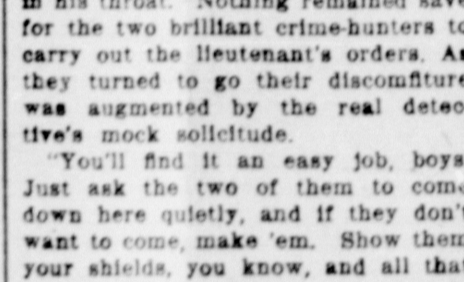 in his throat. Nothing remained save
for the two brilliant crime-hunters to
carry out the lieutenant's orders. As
they turned to go their discomfiture
was augmented by the real detec-
tive's mock solicitude.
"You'll find it an easy job, boys.
Just ask the two of them to come
down here quietly, and if they don't
want to come, make 'em. Show them
your shields, you know, and all that